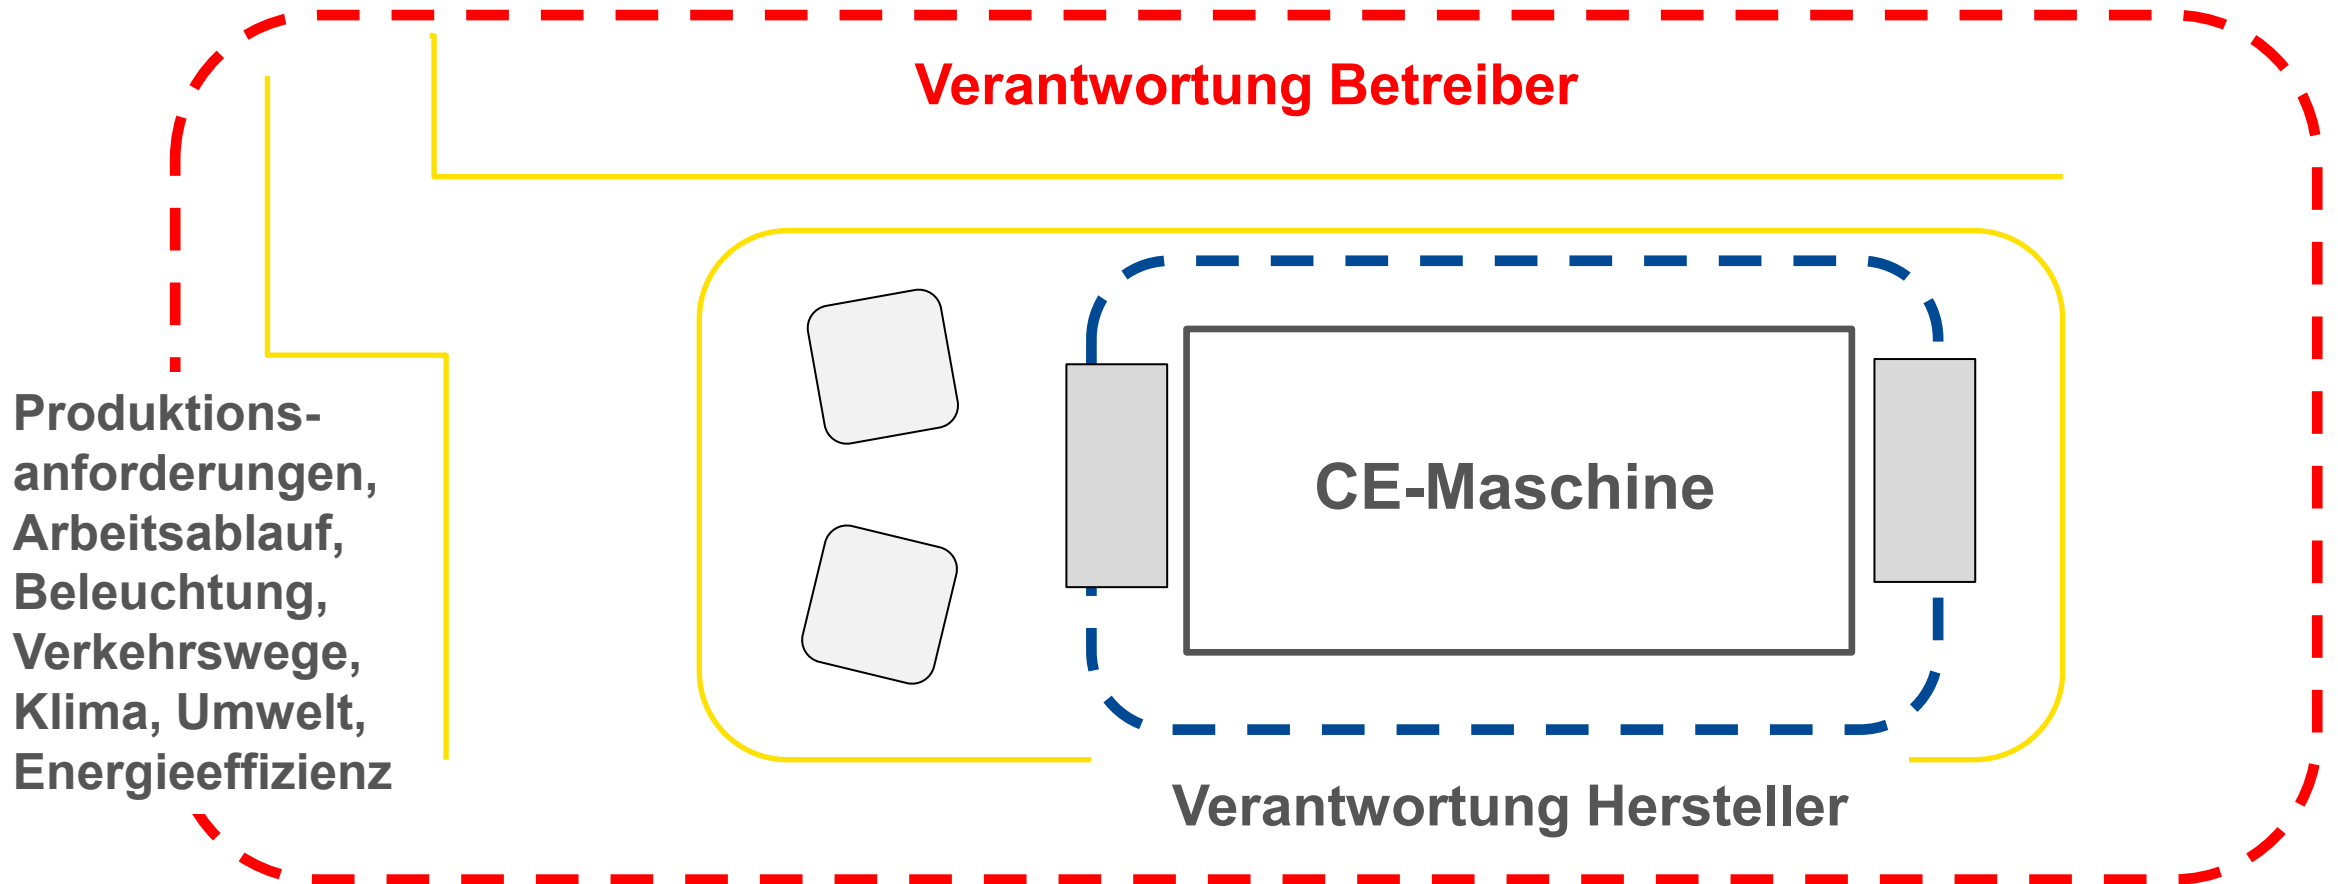 Verantwortung Betreiber
Produktions-
anforderungen,
Arbeitsablauf,
Beleuchtung,
Verkehrswege,
Klima, Umwelt,
Energieeffizienz
CE-Maschine
Verantwortung Hersteller